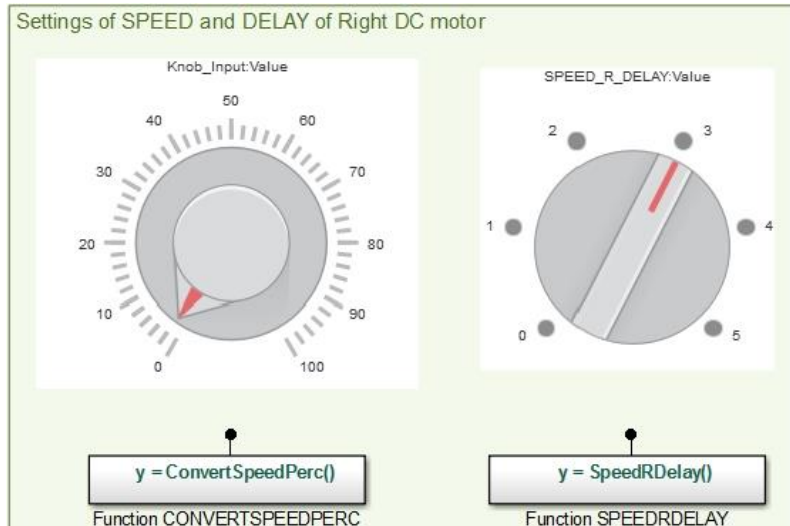 Settings of SPEED and DELAY of Right DC motor
Knob_Input:Value
50
40
60
30
70
20
80
10
90
0
100
SPEED_R_DELAY:Value
2
3
1
4
0
5
y = ConvertSpeedPerc()
Function CONVERTSPEEDPERC
y = SpeedRDelay()
Function SPEEDRDELAY